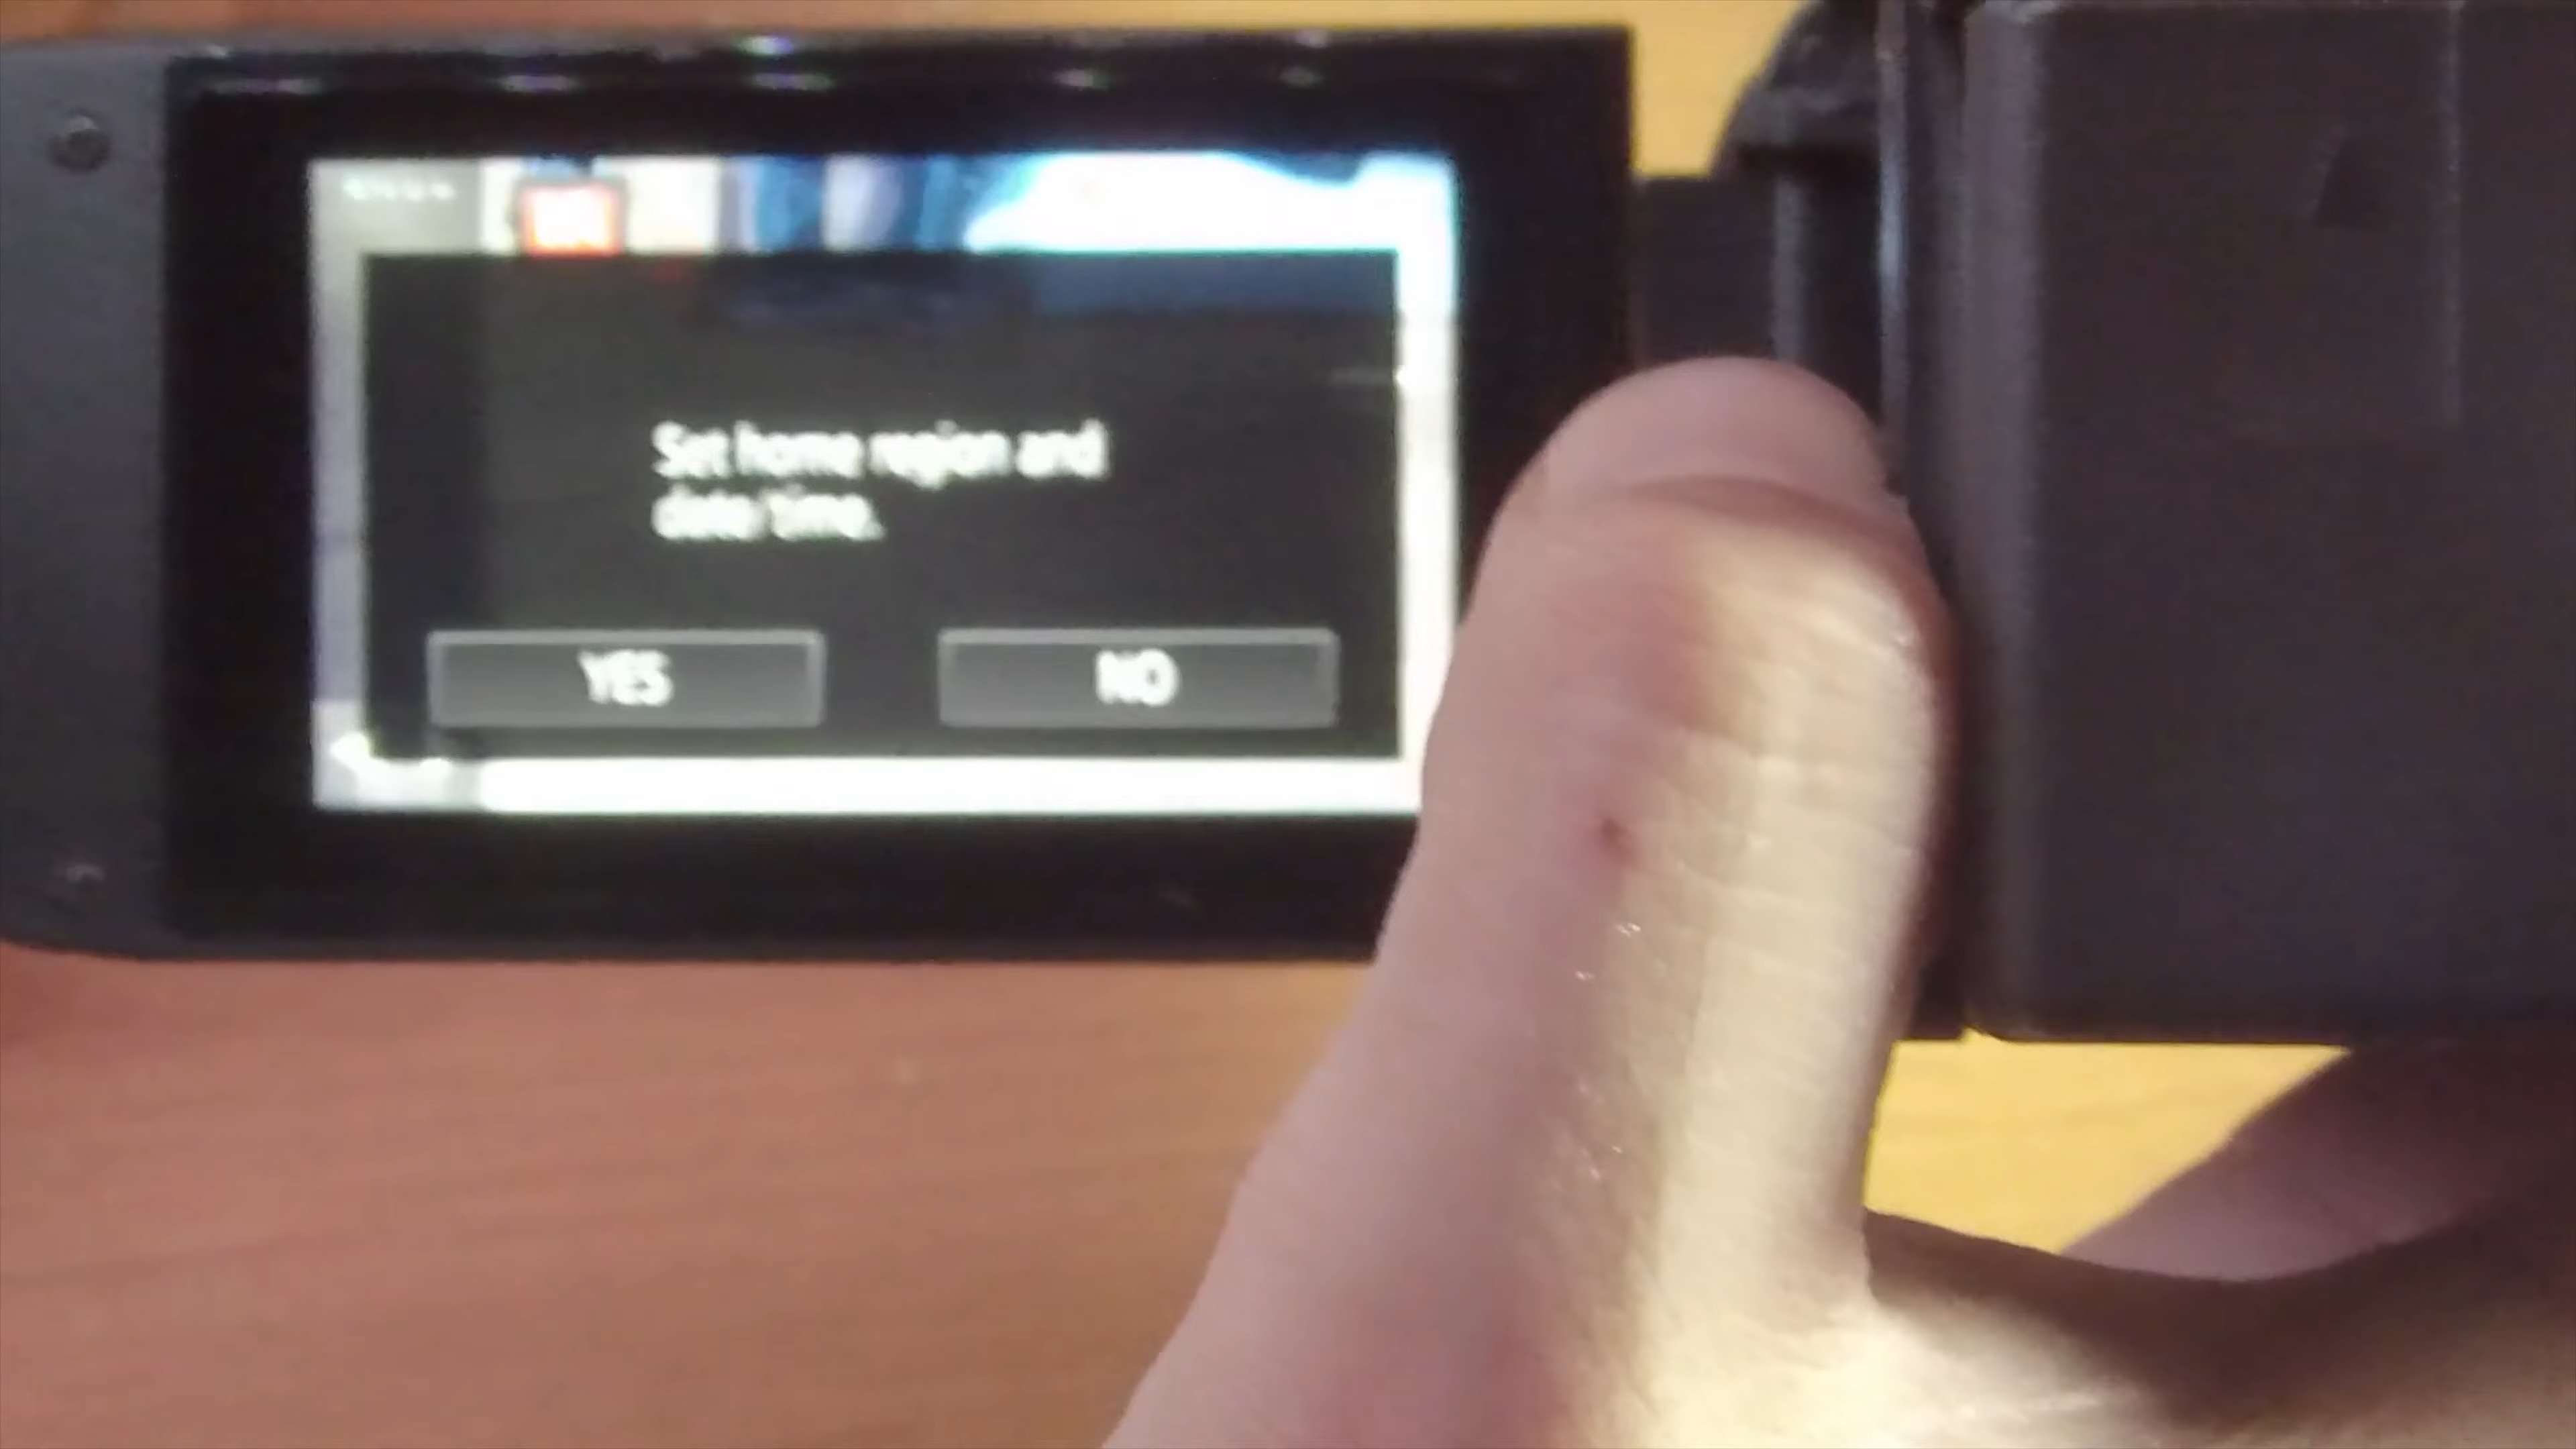 Set home region and
date/time.
YES
NO